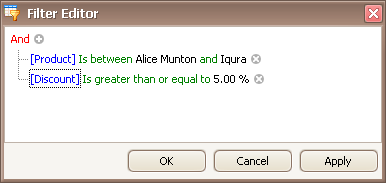 Filter Editor
And
[Product] Is between Alice Munton and Iqura
[Discount] Is greater than or equal to 5.00 %
OK Cancel Apply